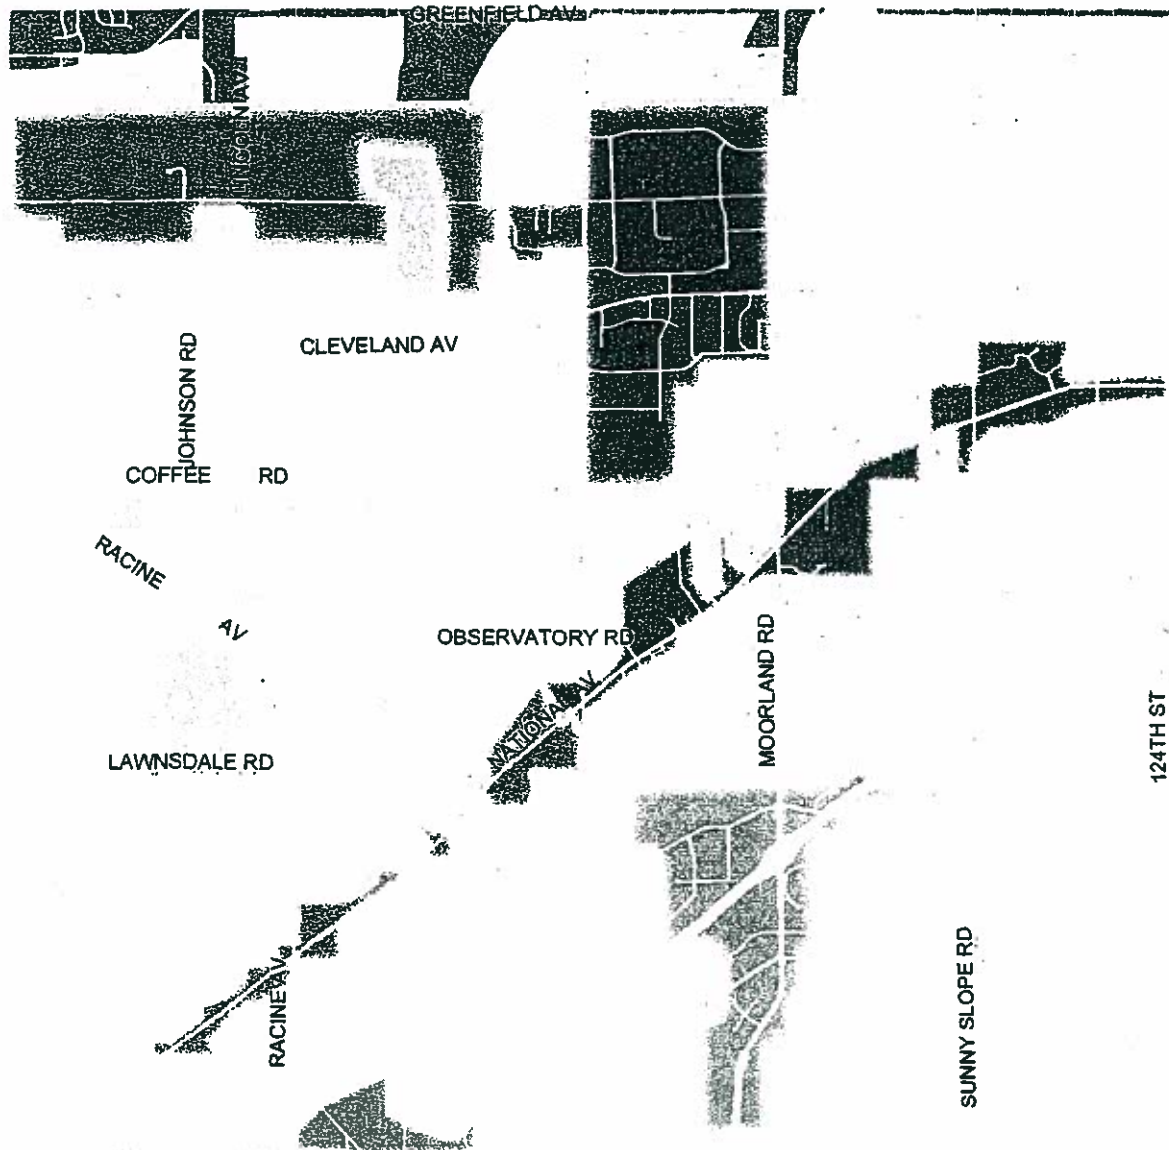 GREENFIELD AV
LINCOLN AV
JOHNSON RD
CLEVELAND AV
COFFEE RD
RACINE AV
OBSERVATORY RD
NATIONAL AV
MOORLAND RD
124TH ST
LAWNSDALE RD
RACINE AV
SUNNY SLOPE RD